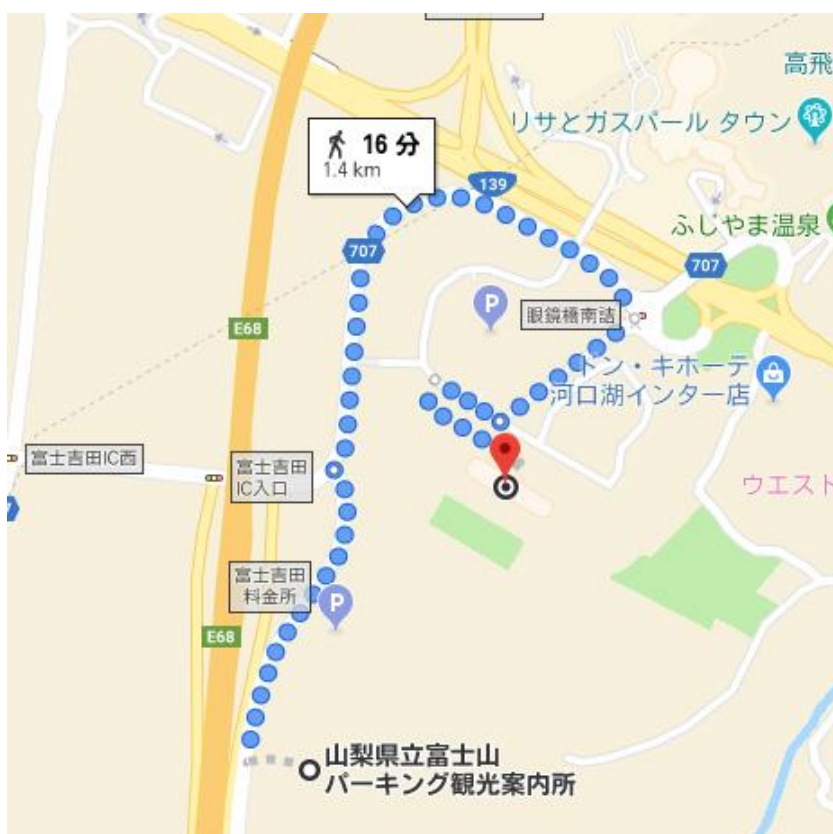 高飛
リサとガスパール タウン
16 分
1.4 km
139
ふじやま温泉
707
707
P
眼鏡橋南詰
E68
ドン・キホーテ
河口湖インター店
富士吉田IC西
富士吉田
IC入口
ウエスト
富士吉田
料金所
P
E68
山梨県立富士山
パーキング観光案内所